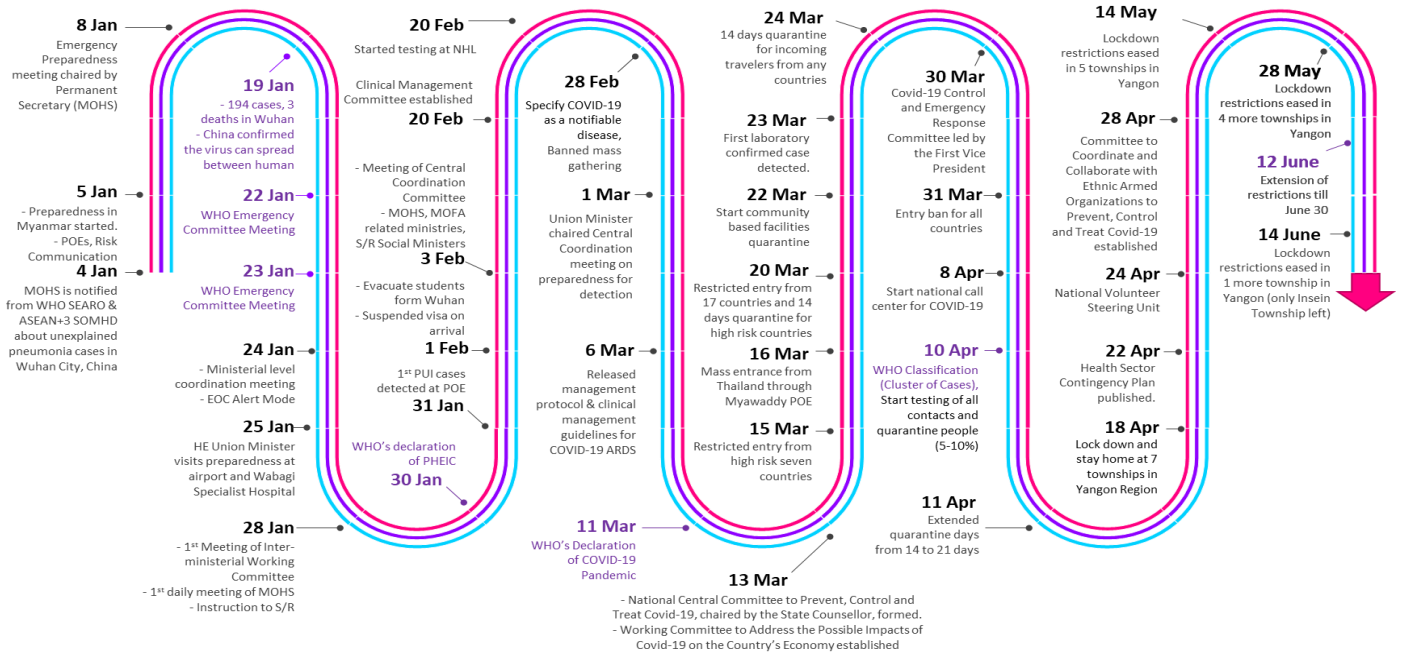 4 Jan
MOHS is notified
from WHO SEARO &
ASEAN+3 SOMHD
about unexplained
pneumonia cases in
Wuhan City, China
5 Jan
- Preparedness in
Myanmar started.
- POEs, Risk
Communication
8 Jan
Emergency
Preparedness
meeting chaired by
Permanent
Secretary (MOHS)
19 Jan
- 194 cases, 3
deaths in Wuhan
- China confirmed
the virus can spread
between human
22 Jan
WHO Emergency
Committee Meeting
23 Jan
WHO Emergency
Committee Meeting
24 Jan
- Ministerial level
coordination meeting
- EOC Alert Mode
25 Jan
HE Union Minister
visits preparedness at
airport and Wabagi
Specialist Hospital
28 Jan
- 1st Meeting of Inter-
ministerial Working
Committee
- 1st daily meeting of MOHS
- Instruction to S/R
WHO's declaration
of PHEIC
30 Jan
1st PUI cases
detected at POE
31 Jan
- Evacuate students
form Wuhan
- Suspended visa on
arrival
1 Feb
- Meeting of Central
Coordination
Committee
- MOHS, MOFA
related ministries,
S/R Social Ministers
3 Feb
Clinical Management
Committee established
20 Feb
20 Feb
Started testing at NHL
28 Feb
Specify COVID-19
as a notifiable
disease,
Banned mass
gathering
1 Mar
Union Minister
chaired Central
Coordination
meeting on
preparedness for
detection
6 Mar
Released
management
protocol & clinical
management
guidelines for
COVID-19 ARDS
11 Mar
WHO's Declaration
of COVID-19
Pandemic
13 Mar
- National Central Committee to Prevent, Control and
Treat Covid-19, chaired by the State Counsellor, formed.
- Working Committee to Address the Possible Impacts of
Covid-19 on the Country's Economy established
15 Mar
Restricted entry from
high risk seven
countries
16 Mar
Mass entrance from
Thailand through
Myawaddy POE
20 Mar
Restricted entry from
17 countries and 14
days quarantine for
high risk countries
22 Mar
Start community
based facilities
quarantine
23 Mar
First laboratory
confirmed case
detected.
24 Mar
14 days quarantine
for incoming
travelers from any
countries
30 Mar
Covid-19 Control
and Emergency
Response
Committee led by
the First Vice
President
31 Mar
Entry ban for all
countries
8 Apr
Start national call
center for COVID-19
10 Apr
WHO Classification
(Cluster of Cases),
Start testing of all
contacts and
quarantine people
(5-10%)
11 Apr
Extended
quarantine days
from 14 to 21 days
18 Apr
Lock down and
stay home at 7
townships in
Yangon Region
22 Apr
Health Sector
Contingency Plan
published.
24 Apr
National Volunteer
Steering Unit
28 Apr
Committee to
Coordinate and
Collaborate with
Ethnic Armed
Organizations to
Prevent, Control
and Treat Covid-19
established
14 May
Lockdown
restrictions eased
in 5 townships in
Yangon
28 May
Lockdown
restrictions eased in
4 more townships in
Yangon
12 June
Extension of
restrictions till
June 30
14 June
Lockdown
restrictions eased in
1 more township in
Yangon (only Insein
Township left)